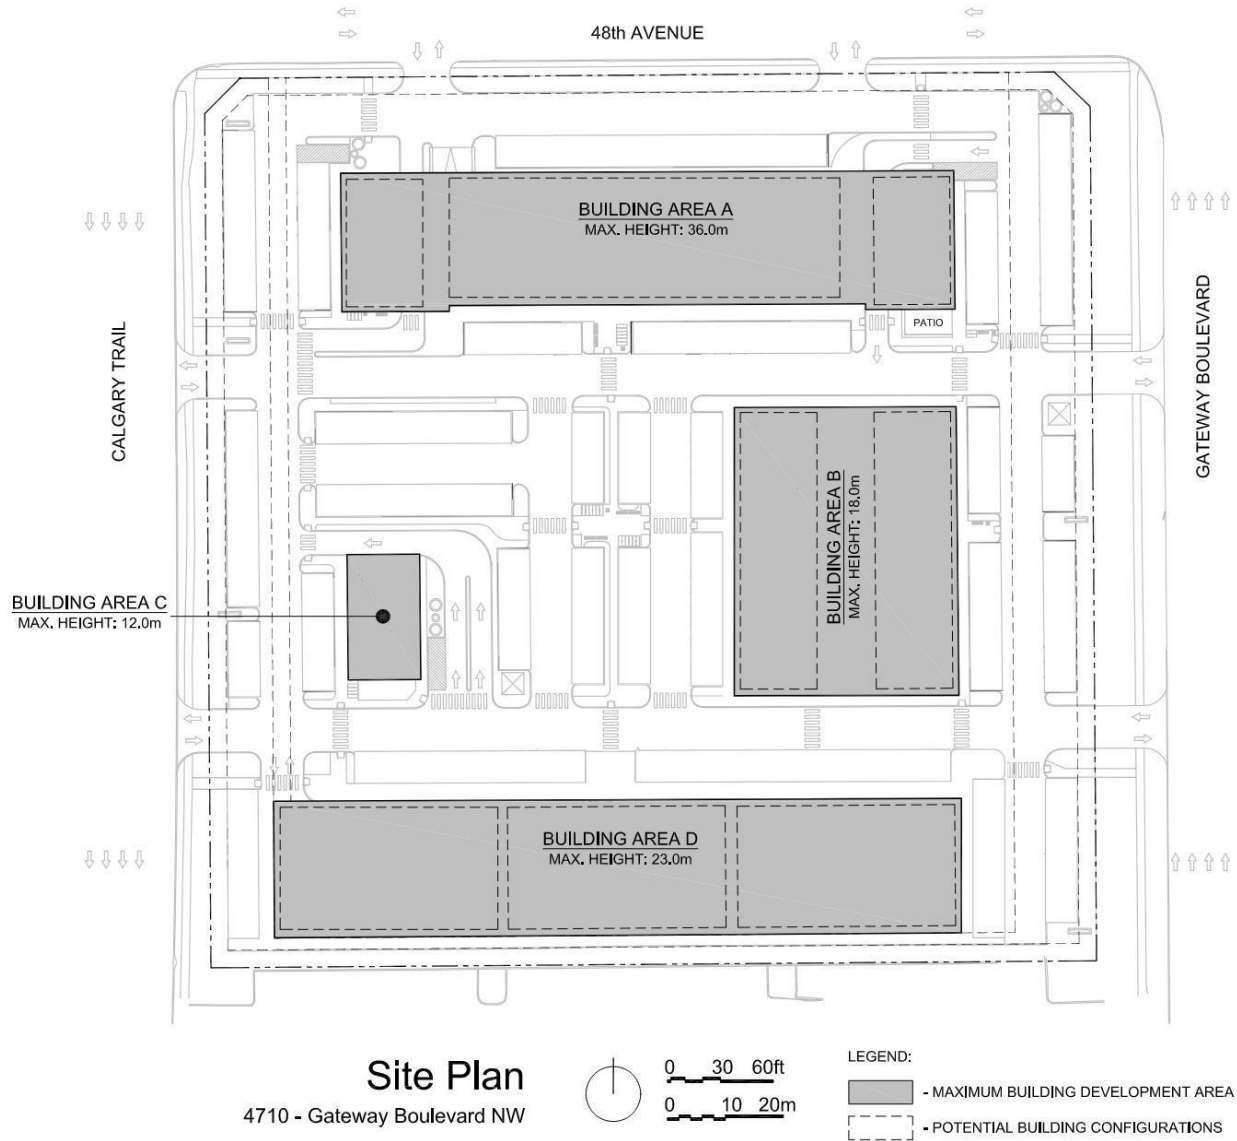 48th AVENUE
BUILDING AREA A
MAX. HEIGHT: 36.0m
PATIO
CALGARY TRAIL
GATEWAY BOULEVARD
BUILDING AREA B
MAX. HEIGHT: 18.0m
BUILDING AREA C
MAX. HEIGHT: 12.0m
BUILDING AREA D
MAX. HEIGHT: 23.0m
Site Plan
4710 - Gateway Boulevard NW
0 30 60ft
0 10 20m
LEGEND:
- MAXIMUM BUILDING DEVELOPMENT AREA
- POTENTIAL BUILDING CONFIGURATIONS